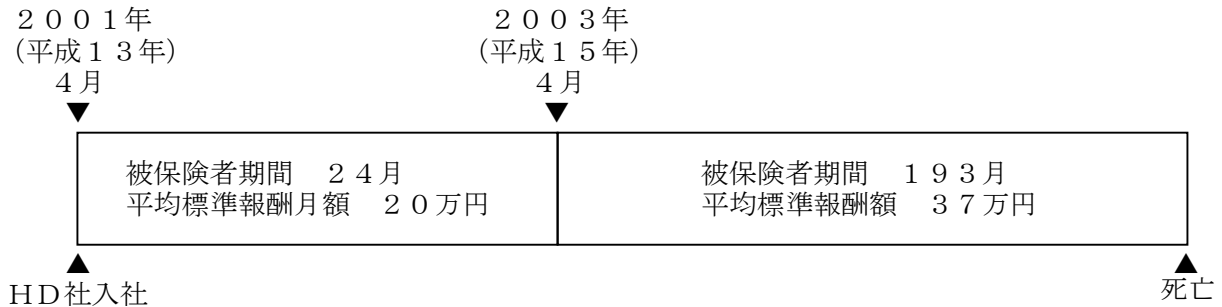 ２００１年
（平成１３年）
４月
２００３年
（平成１５年）
４月
被保険者期間　２４月
平均標準報酬月額　２０万円
被保険者期間　１９３月
平均標準報酬額　３７万円
ＨＤ社入社
死亡